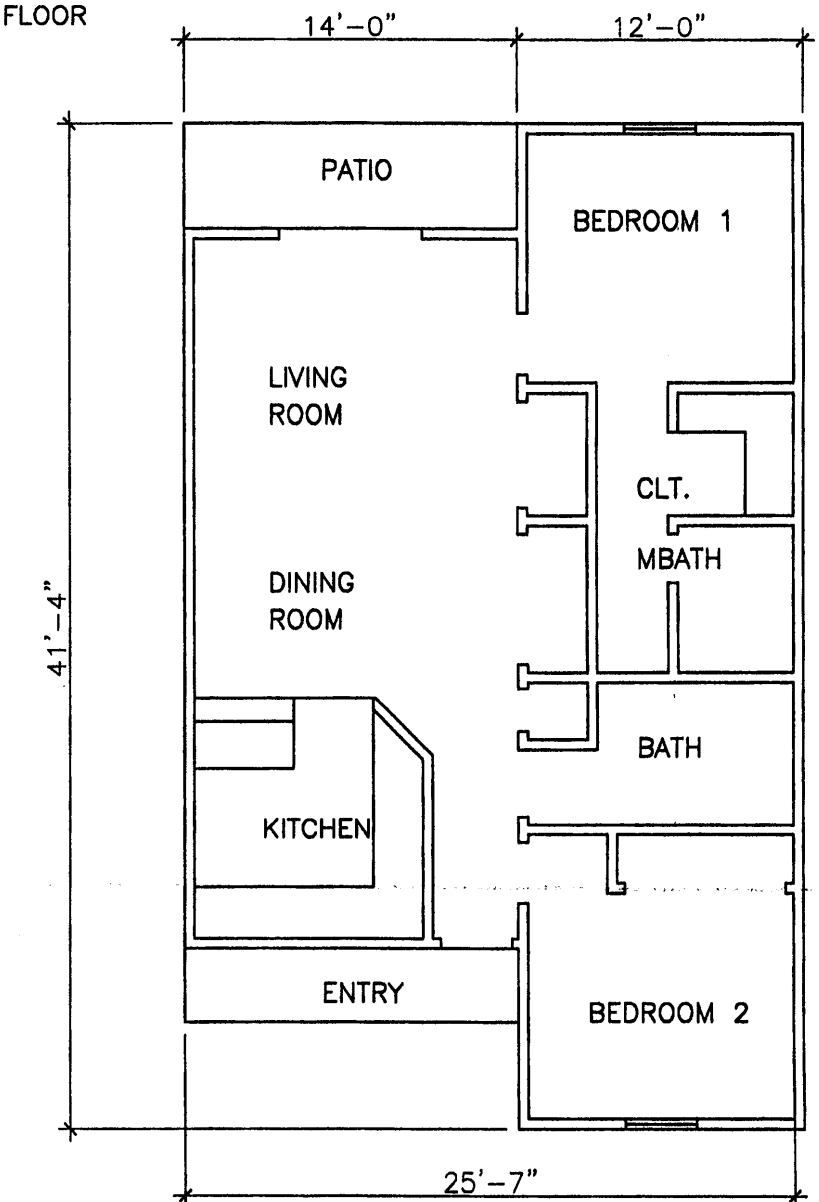 FLOOR
14'-0"
12'-0"
PATIO
BEDROOM 1
LIVING
ROOM
CLT.
MBATH
DINING
ROOM
41'-4"
BATH
KITCHEN
ENTRY
BEDROOM 2
25'-7"